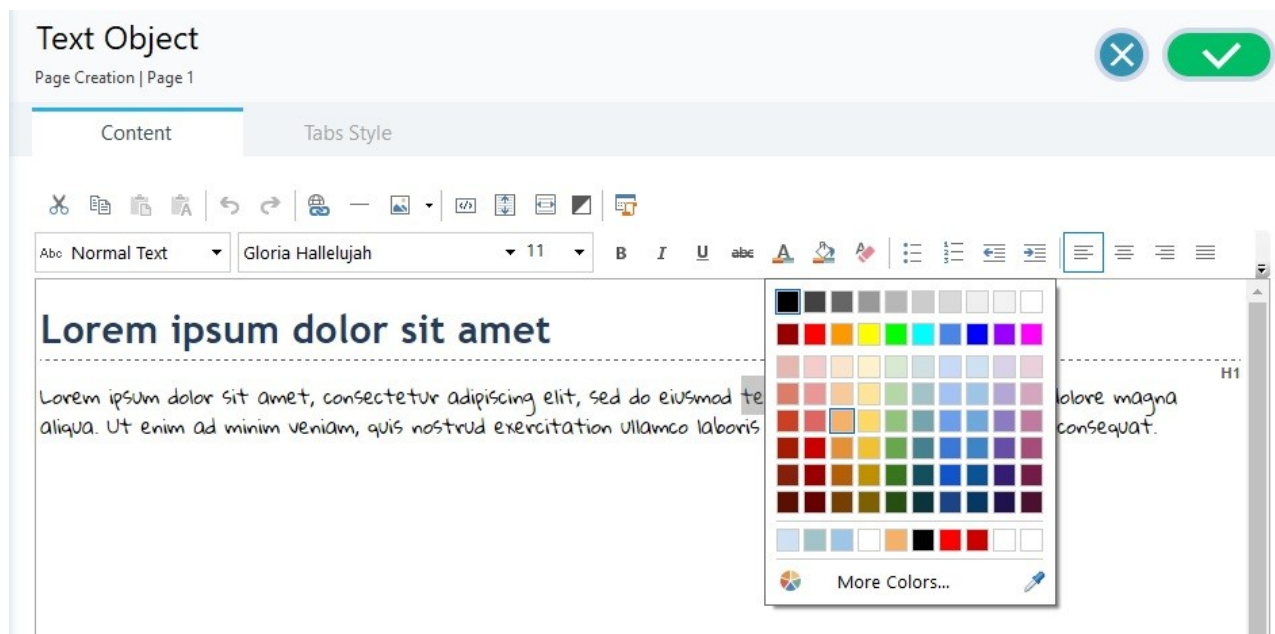 Text Object
Page Creation | Page 1
Content Tabs Style
Abc Normal Text Gloria Hallelujah 11 B I U abc A
Lorem ipsum dolor sit amet
H1
Lorem ipsum dolor sit amet, consectetur adipiscing elit, sed do eiusmod te dolore magna
aliqua. Ut enim ad minim veniam, quis nostrud exercitation ullamco laboris consequat.
More Colors...